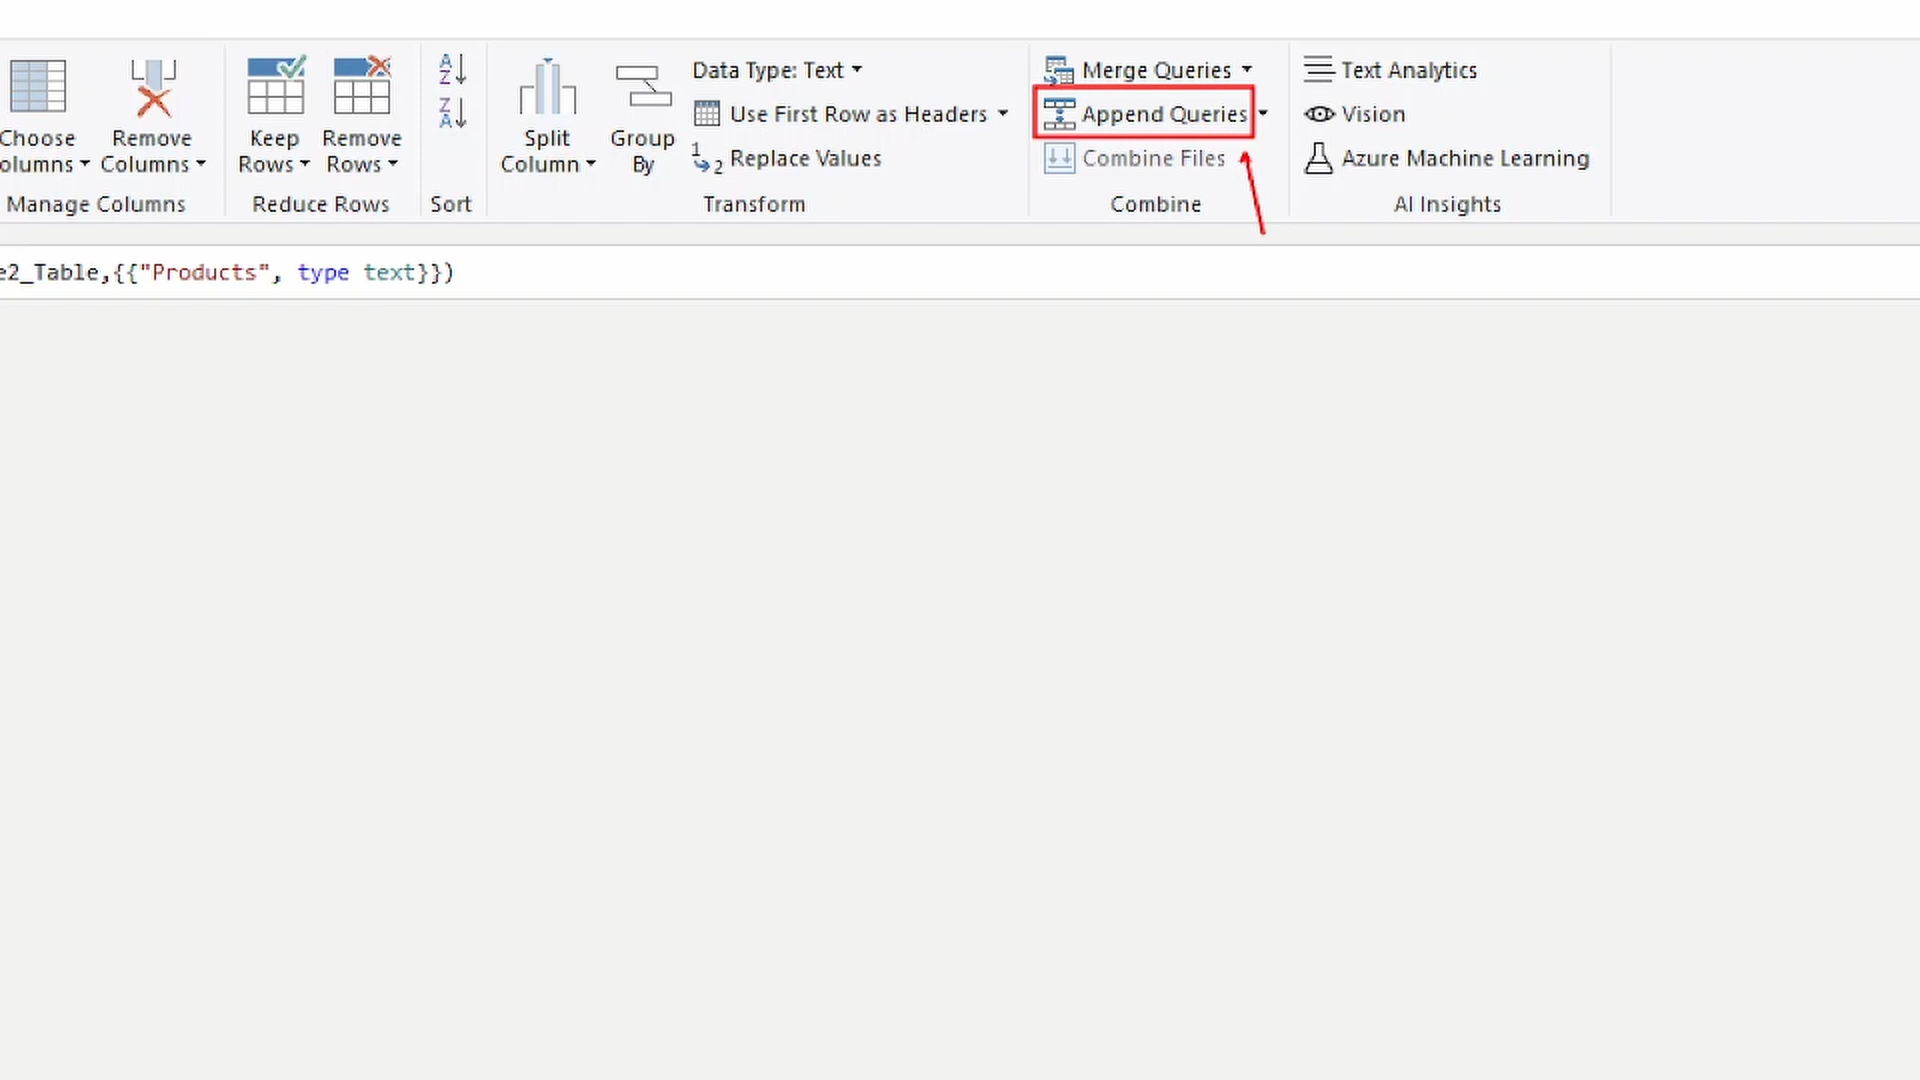 Choose
olumns
Remove
Columns
Manage Columns
Keep
Rows
Remove
Rows
Reduce Rows
A
Z
Z
A
Sort
Split
Column
Group
By
Data Type: Text
Use First Row as Headers
1
2
Replace Values
Transform
Merge Queries
Append Queries
Combine Files
Combine
Text Analytics
Vision
Azure Machine Learning
AI Insights
e2_Table,{{"Products", type text}})